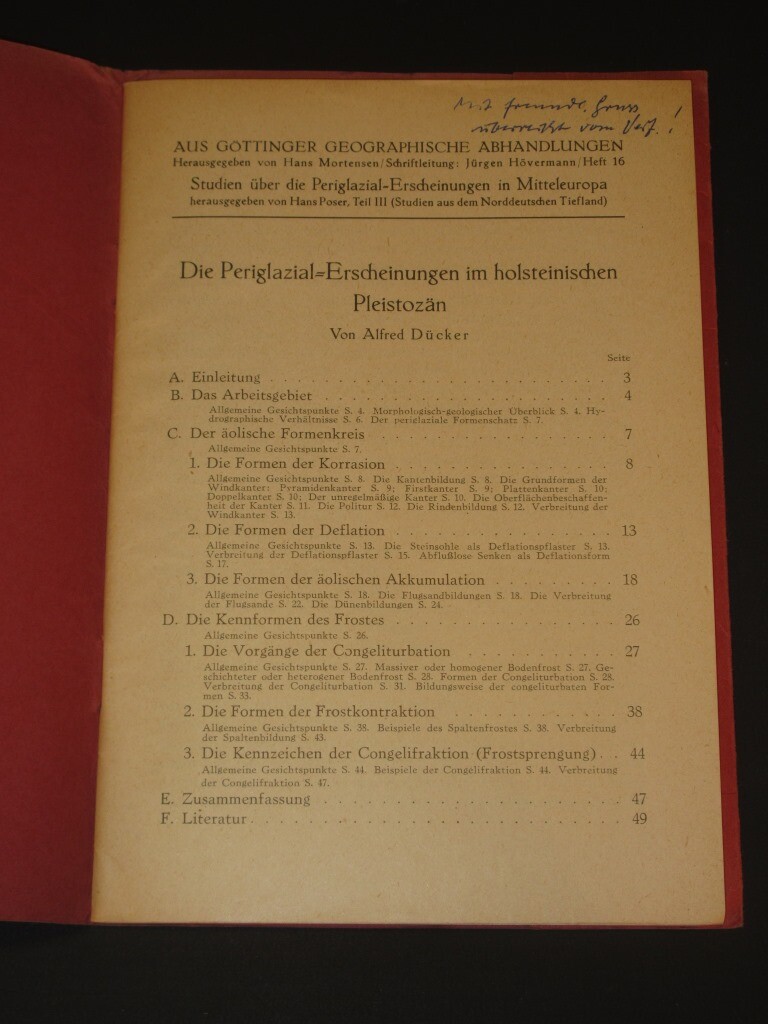 Mit freundl. Gruss
überreicht vom Verf.!
AUS GÖTTINGER GEOGRAPHISCHE ABHANDLUNGEN
Herausgegeben von Hans Mortensen/Schriftleitung: Jürgen Hövermann/Heft 16
Studien über die Periglazial-Erscheinungen in Mitteleuropa
herausgegeben von Hans Poser, Teil III (Studien aus dem Norddeutschen Tiefland)
Die Periglazial=Erscheinungen im holsteinischen
Pleistozän
Von Alfred Dücker
Seite
A. Einleitung . . . . . . . . . . . . . . . . . . . . . . 3
B. Das Arbeitsgebiet . . . . . . . . . . . . . . . . . . . 4
Allgemeine Gesichtspunkte S. 4. Morphologisch-geologischer Überblick S. 4. Hy-
drographische Verhältnisse S. 6. Der periglaziale Formenschatz S. 7.
C. Der äolische Formenkreis . . . . . . . . . . . . . . . . 7
Allgemeine Gesichtspunkte S. 7.
1. Die Formen der Korrasion . . . . . . . . . . . . . . 8
Allgemeine Gesichtspunkte S. 8. Die Kantenbildung S. 8. Die Grundformen der
Windkanter: Pyramidenkanter S. 9; Firstkanter S. 9; Plattenkanter S. 10;
Doppelkanter S. 10; Der unregelmäßige Kanter S. 10. Die Oberflächenbeschaffen-
heit der Kanter S. 11. Die Politur S. 12. Die Rindenbildung S. 12. Verbreitung der
Windkanter S. 13.
2. Die Formen der Deflation . . . . . . . . . . . . . . 13
Allgemeine Gesichtspunkte S. 13. Die Steinsohle als Deflationspflaster S. 13.
Verbreitung der Deflationspflaster S. 15. Abflußlose Senken als Deflationsform
S. 17.
3. Die Formen der äolischen Akkumulation . . . . . . . . . 18
Allgemeine Gesichtspunkte S. 18. Die Flugsandbildungen S. 18. Die Verbreitung
der Flugsande S. 22. Die Dünenbildungen S. 24.
D. Die Kennformen des Frostes . . . . . . . . . . . . . . 26
Allgemeine Gesichtspunkte S. 26.
1. Die Vorgänge der Congeliturbation . . . . . . . . . . 27
Allgemeine Gesichtspunkte S. 27. Massiver oder homogener Bodenfrost S. 27. Ge-
schichteter oder heterogener Bodenfrost S. 28. Formen der Congeliturbation S. 28.
Verbreitung der Congeliturbation S. 31. Bildungsweise der congeliturbaten For-
men S. 33.
2. Die Formen der Frostkontraktion . . . . . . . . . . . 38
Allgemeine Gesichtspunkte S. 38. Beispiele des Spaltenfrostes S. 38. Verbreitung
der Spaltenbildung S. 43.
3. Die Kennzeichen der Congelifraktion (Frostsprengung) . . 44
Allgemeine Gesichtspunkte S. 44. Beispiele der Congelifraktion S. 44. Verbreitung
der Congelifraktion S. 47.
E. Zusammenfassung . . . . . . . . . . . . . . . . . . . 47
F. Literatur . . . . . . . . . . . . . . . . . . . . . . 49